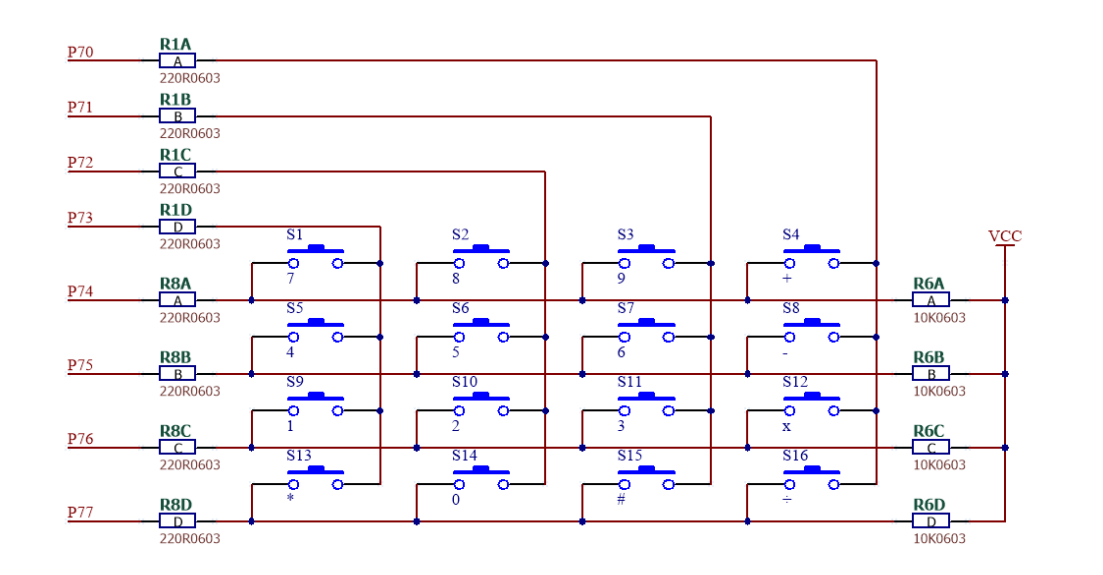 R1A
P70
A
220R0603
R1B
P71
B
220R0603
R1C
P72
C
220R0603
R1D
P73
D
220R0603
S1 S2 S3 S4
VCC
7 8 9 +
R8A R6A
P74
A A
220R0603 10K0603
S5 S6 S7 S8
4 5 6 -
R8B R6B
P75
B B
220R0603 10K0603
S9 S10 S11 S12
1 2 3 x
R8C R6C
P76
C C
220R0603 10K0603
S13 S14 S15 S16
* 0 # ÷
R8D R6D
P77
D D
220R0603 10K0603